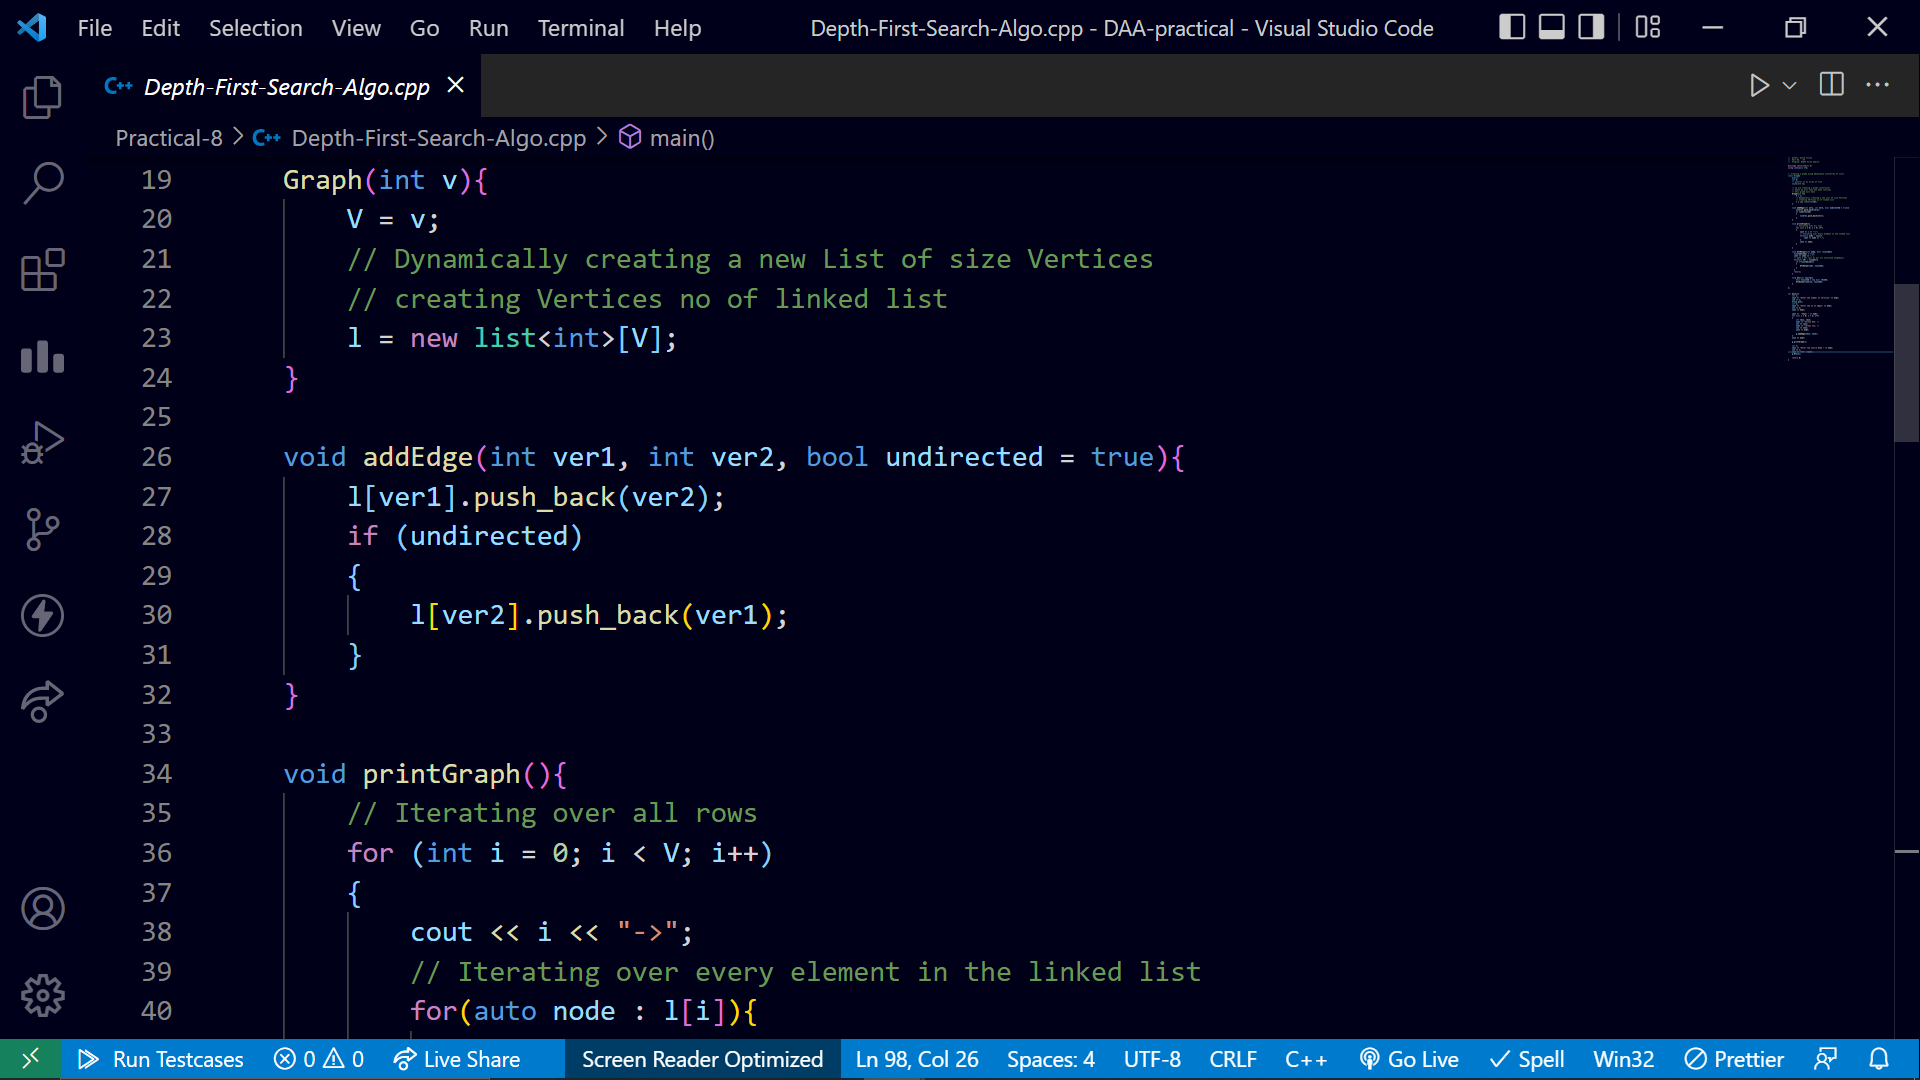 File Edit Selection View Go Run Terminal Help Depth-First-Search-Algo.cpp - DAA-practical - Visual Studio Code
C++ Depth-First-Search-Algo.cpp
Practical-8 > C++ Depth-First-Search-Algo.cpp > main()
19 Graph(int v){
20 V = v;
21 // Dynamically creating a new List of size Vertices
22 // creating Vertices no of linked list
23 l = new list<int>[V];
24 }
25
26 void addEdge(int ver1, int ver2, bool undirected = true){
27 l[ver1].push_back(ver2);
28 if (undirected)
29 {
30 l[ver2].push_back(ver1);
31 }
32 }
33
34 void printGraph(){
35 // Iterating over all rows
36 for (int i = 0; i < V; i++)
37 {
38 cout << i << "->";
39 // Iterating over every element in the linked list
40 for(auto node : l[i]){
Run Testcases 0 0 Live Share Screen Reader Optimized Ln 98, Col 26 Spaces: 4 UTF-8 CRLF C++ Go Live Spell Win32 Prettier